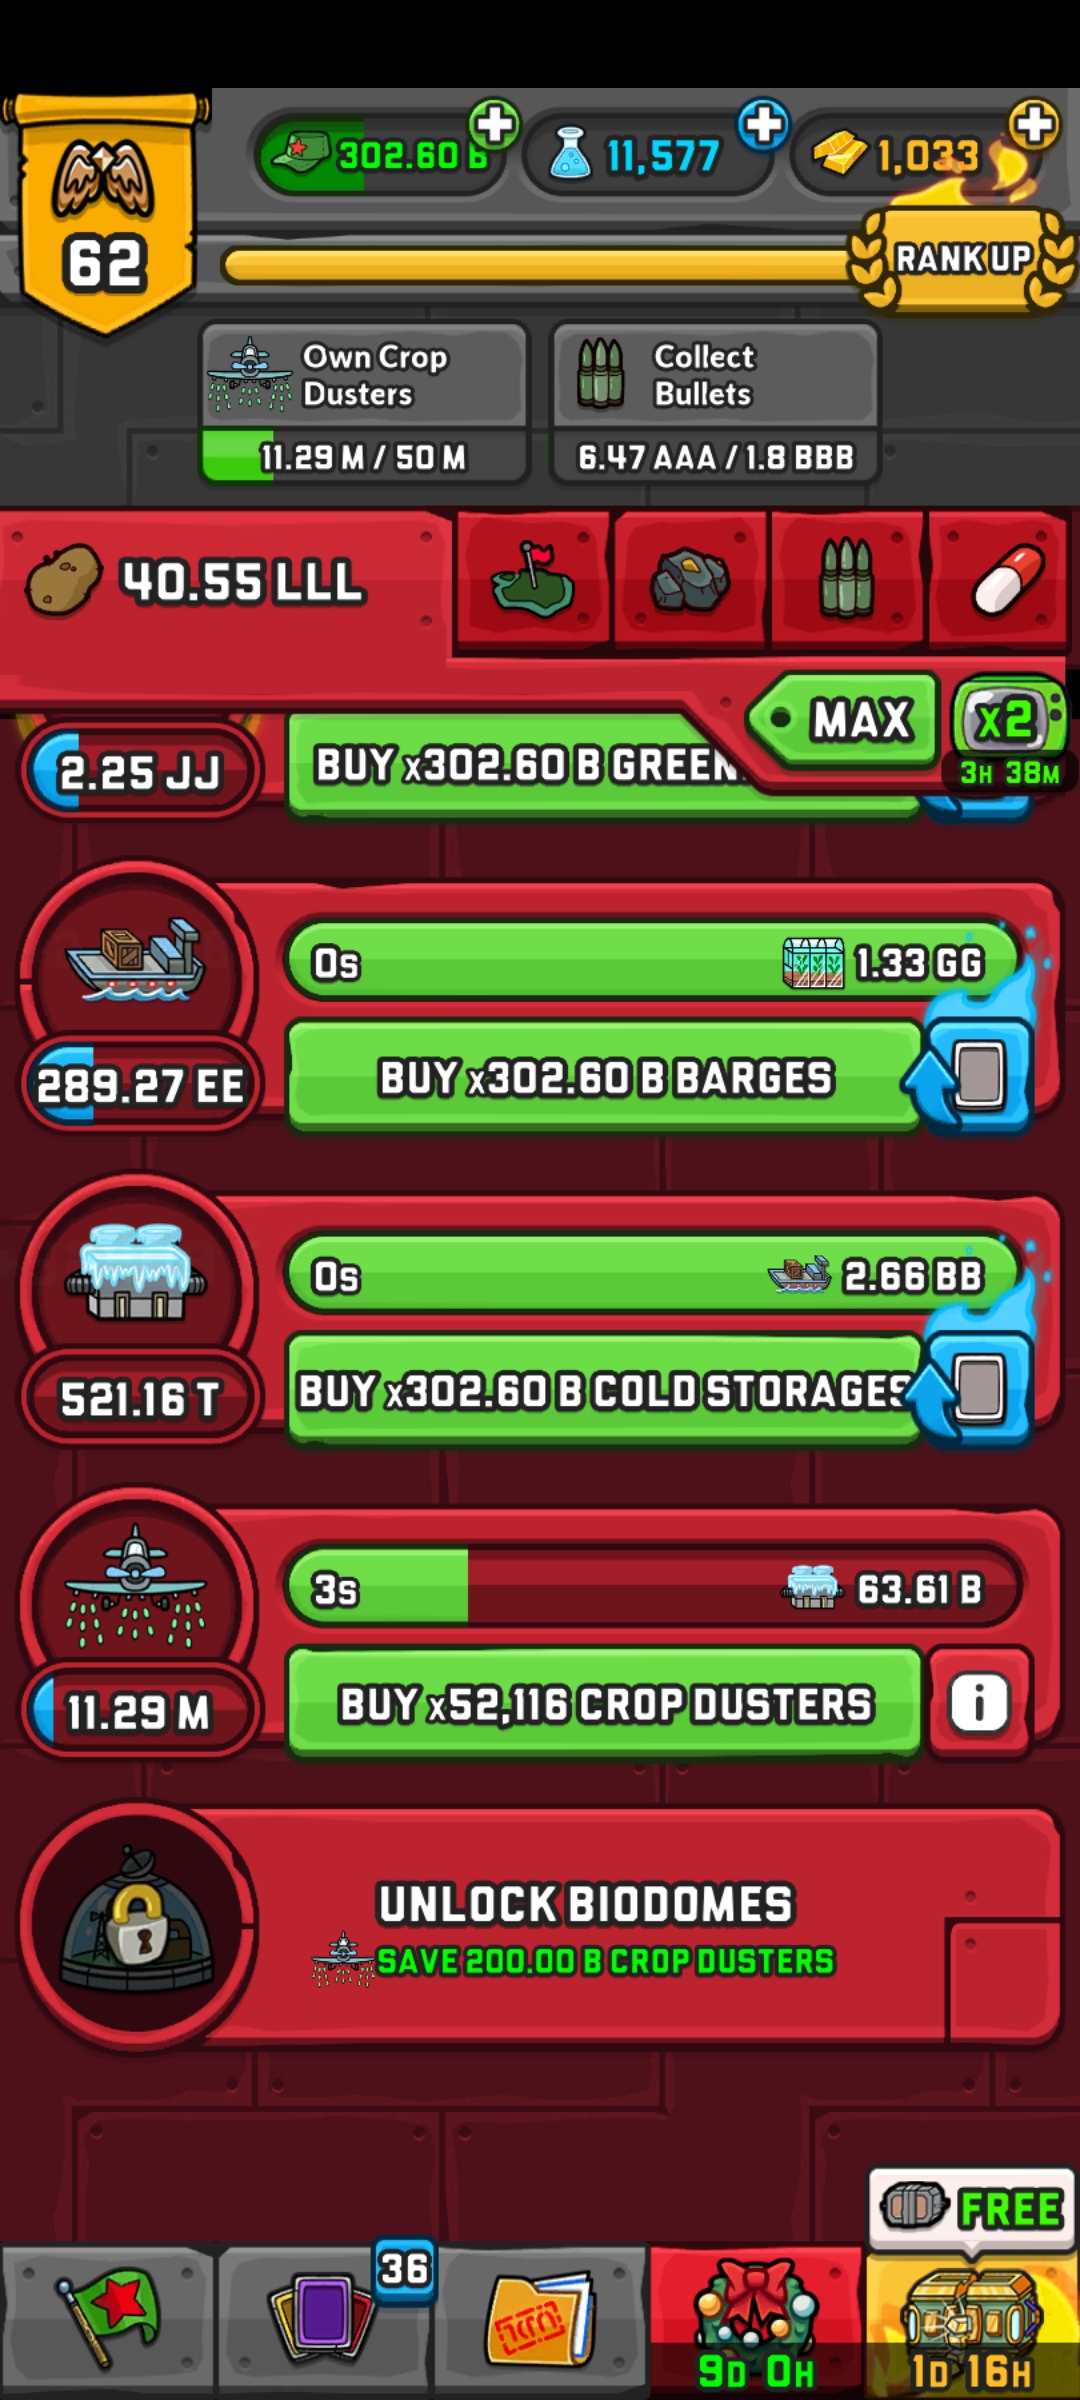 302.60 B
11,577
1,033
62
RANK UP
Own Crop
Dusters
Collect
Bullets
11.29 M / 50 M
6.47 AAA / 1.8 BBB
40.55 LLL
MAX
x2
3H 38M
2.25 JJ
BUY x302.60 B GREEN
0s
1.33 GG
289.27 EE
BUY x302.60 B BARGES
0s
2.66 BB
521.16 T
BUY x302.60 B COLD STORAGES
3s
63.61 B
11.29 M
BUY x52,116 CROP DUSTERS
i
UNLOCK BIODOMES
SAVE 200.00 B CROP DUSTERS
FREE
36
9D 0H
1D 16H